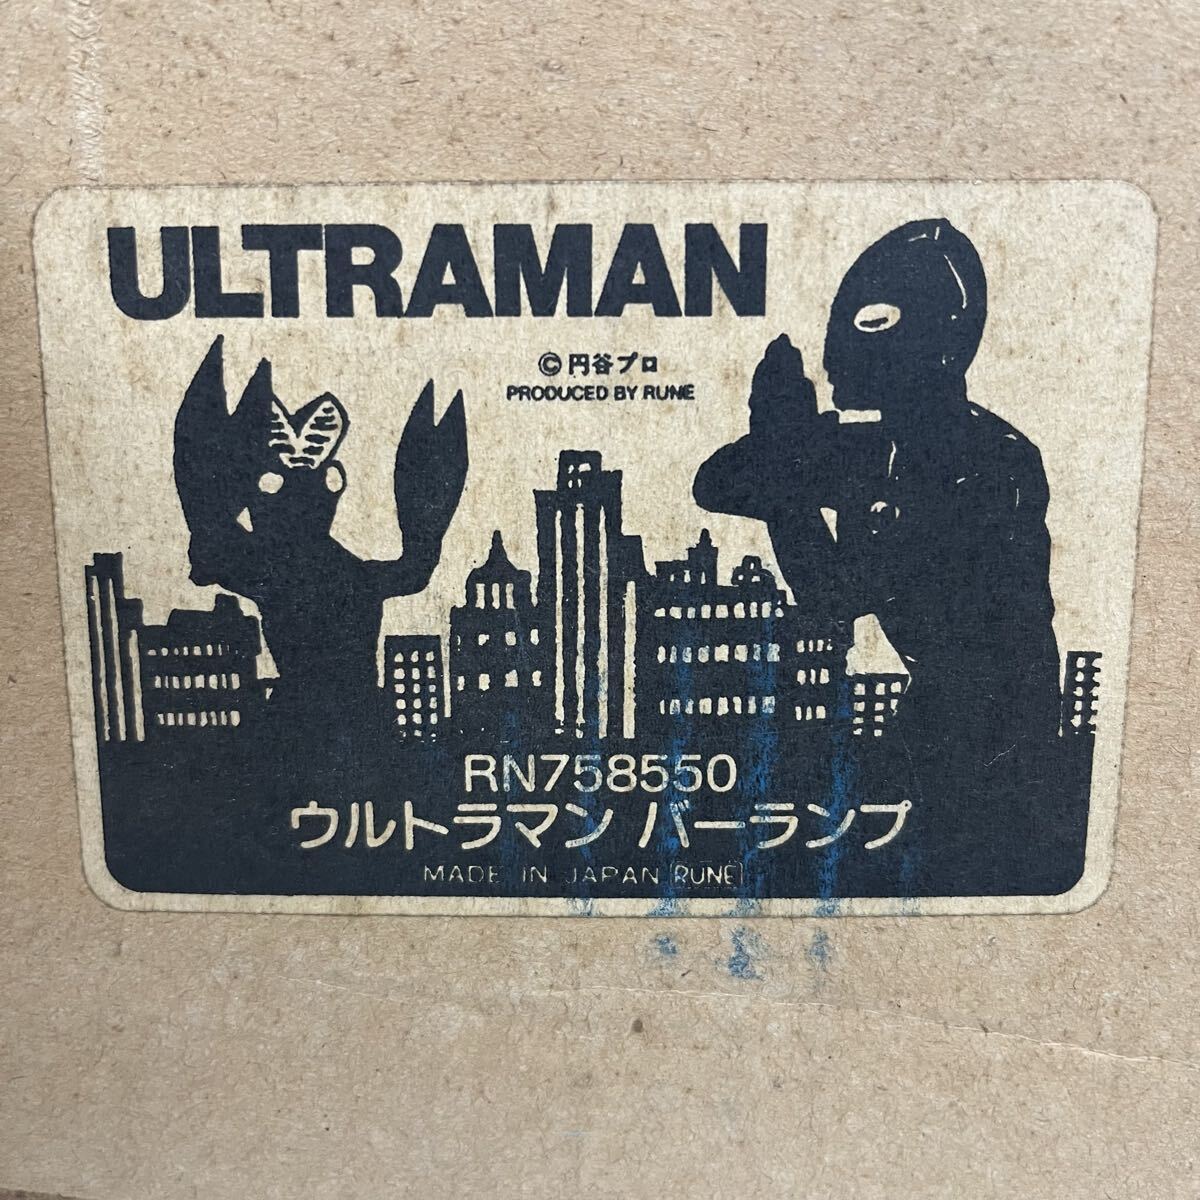 ULTRAMAN
©円谷プロ
PRODUCED BY RUNE
RN758550
ウルトラマン バーランプ
MADE IN JAPAN RUNE